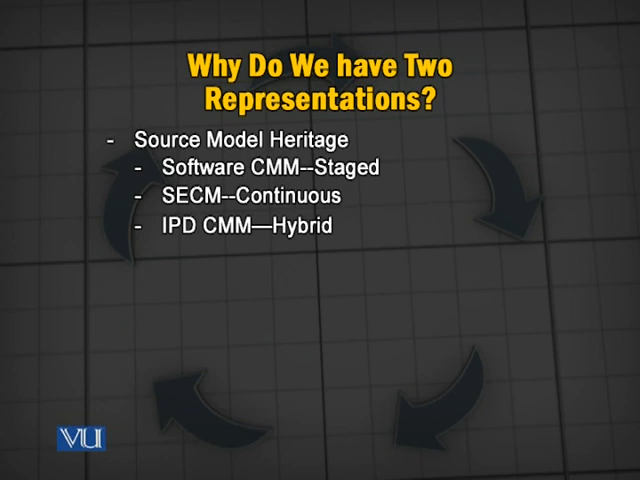 Why Do We have Two
Representations?
- Source Model Heritage
- Software CMM--Staged
- SECM--Continuous
- IPD CMM—Hybrid
VU